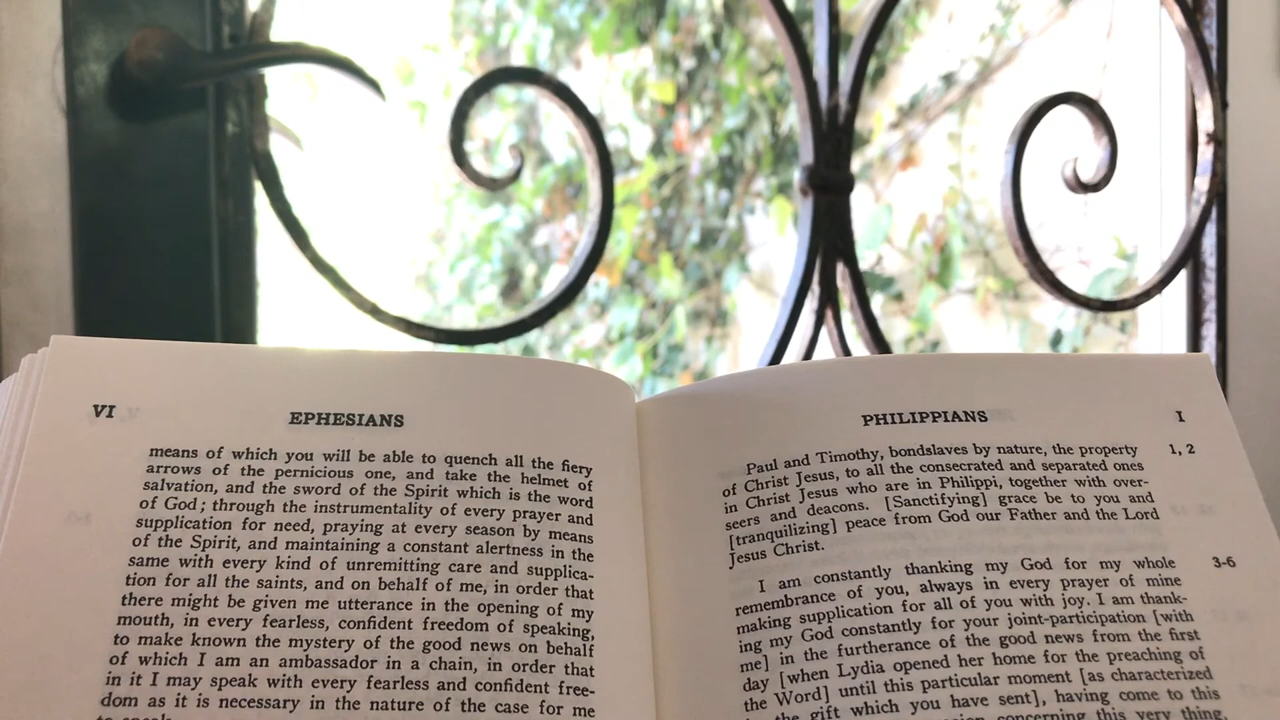 VI
EPHESIANS
means of which you will be able to quench all the fiery
arrows of the pernicious one, and take the helmet of
salvation, and the sword of the Spirit which is the word
of God; through the instrumentality of every prayer and
supplication for need, praying at every season by means
of the Spirit, and maintaining a constant alertness in the
same with every kind of unremitting care and supplica-
tion for all the saints, and on behalf of me, in order that
there might be given me utterance in the opening of my
mouth, in every fearless, confident freedom of speaking,
to make known the mystery of the good news on behalf
of which I am an ambassador in a chain, in order that
in it I may speak with every fearless and confident free-
dom as it is necessary in the nature of the case for me
to speak
PHILIPPIANS
I
Paul and Timothy, bondslaves by nature, the property
1, 2
of Christ Jesus, to all the consecrated and separated ones
in Christ Jesus who are in Philippi, together with over-
seers and deacons. [Sanctifying] grace be to you and
[tranquilizing] peace from God our Father and the Lord
Jesus Christ.
I am constantly thanking my God for my whole
3-6
remembrance of you, always in every prayer of mine
making supplication for all of you with joy. I am thank-
ing my God constantly for your joint-participation [with
me] in the furtherance of the good news from the first
day [when Lydia opened her home for the preaching of
the Word] until this particular moment [as characterized
the gift which you have sent], having come to this
concerning this very thing,